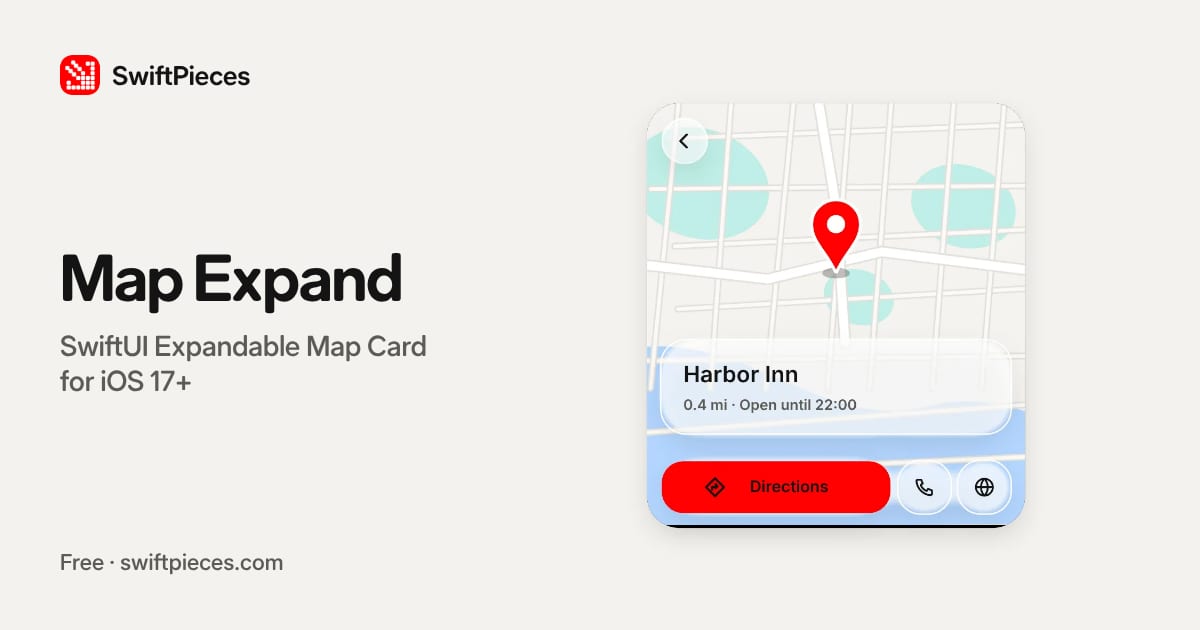 SwiftPieces
Map Expand
SwiftUI Expandable Map Card
for iOS 17+
Free · swiftpieces.com
Harbor Inn
0.4 mi · Open until 22:00
Directions